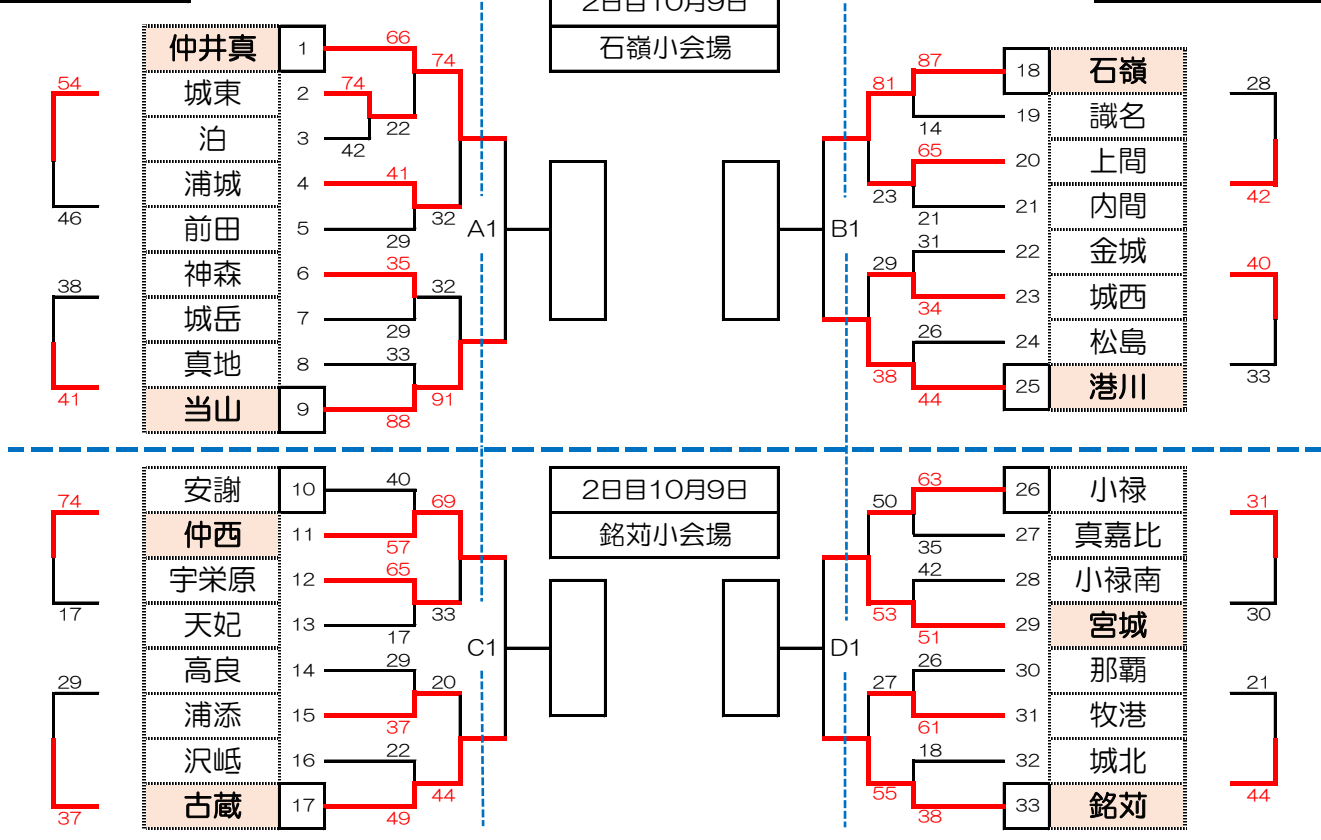 2日目10月9日
石嶺小会場
仲井真 1 66
74
54
城東 2 74
22
泊 3 42
浦城 4 41
32
46
前田 5 29
A1
神森 6 35
32
38
城岳 7 29
真地 8 33
91
41
当山 9 88
87 18 石嶺
81
28
14 19 識名
65 20 上間
23
42
21 21 内間
B1
31 22 金城
29
40
34 23 城西
26 24 松島
38
33
44 25 港川
2日目10月9日
銘苅小会場
安謝 10 40
69
74
仲西 11 57
宇栄原 12 65
33
17
天妃 13 17
C1
高良 14 29
20
29
浦添 15 37
沢岻 16 22
44
37
古蔵 17 49
63 26 小禄
50
31
35 27 真嘉比
42 28 小禄南
53
30
51 29 宮城
D1
26 30 那覇
27
21
61 31 牧港
18 32 城北
55
44
38 33 銘苅